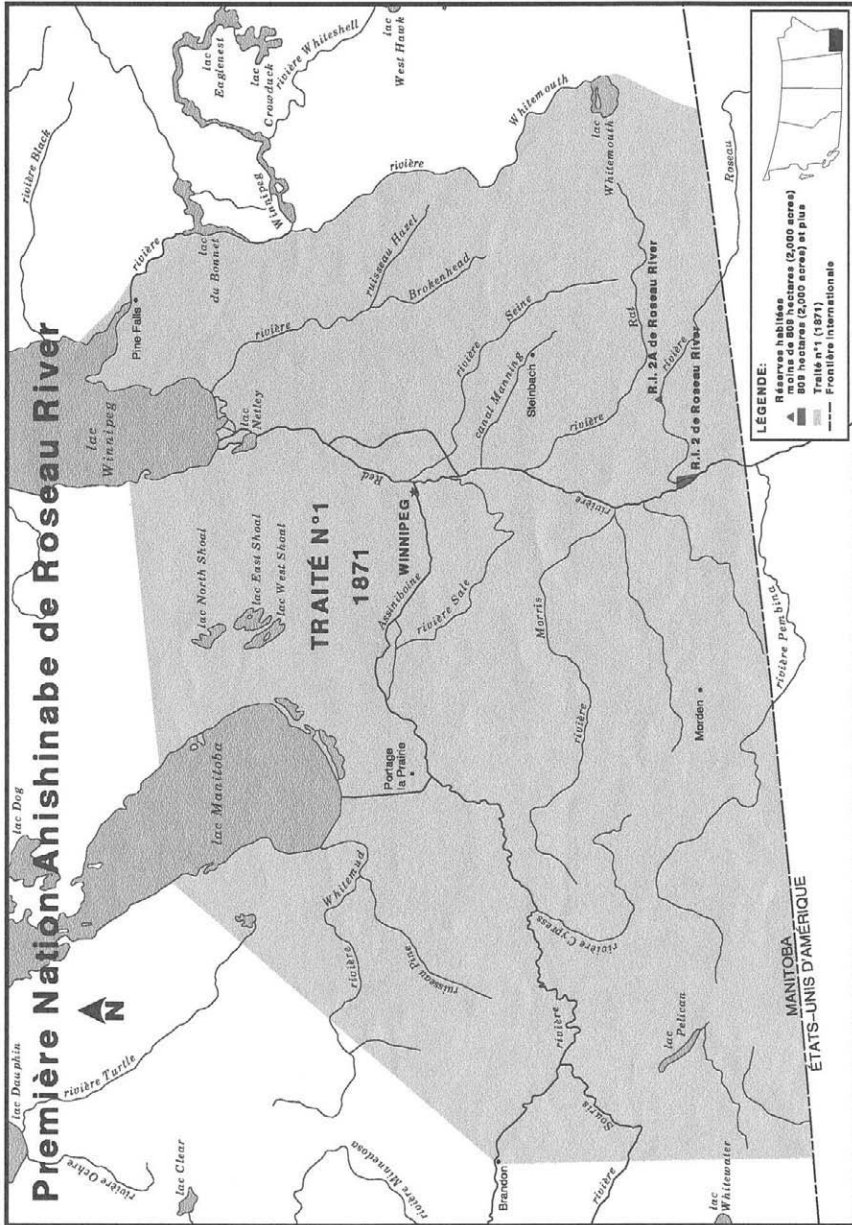 Première Nation Anishinabe de Roseau River
lac Dauphin
lac Dog
rivière Turtle
rivière Ochre
lac Clear
rivière Minnedosa
N
lac Manitoba
lac
Winnipeg
rivière Black
Pine Falls
rivière
lac
du Bonnet
Winnipeg
lac
Eaglenest
lac
Crowduck
rivière Whiteshell
lac
West Hawk
lac North Shoal
lac East Shoal
lac West Shoal
lac
Netley
TRAITÉ N°1
1871
rivière
Brokenhead
ruisseau Hazel
rivière
Whitemouth
lac
Whitemouth
Whitemud
rivière
ruisseau Pine
Portage
la Prairie
Assiniboine
WINNIPEG
Red
rivière
rivière Sale
rivière
Seine
canal Manning
Steinbach
Brandon
rivière
Souris
rivière
rivière Cypress
Morris
rivière
rivière
Rat
R.I. 2A de Roseau River
rivière
Roseau
R.I. 2 de Roseau River
lac
Pelican
Morden
rivière Pembina
lac
Whitewater
MANITOBA
ÉTATS-UNIS D'AMÉRIQUE
LÉGENDE:
Réserves habitées
moins de 809 hectares (2,000 acres)
809 hectares (2,000 acres) et plus
Traité n°1 (1871)
Frontière internationale